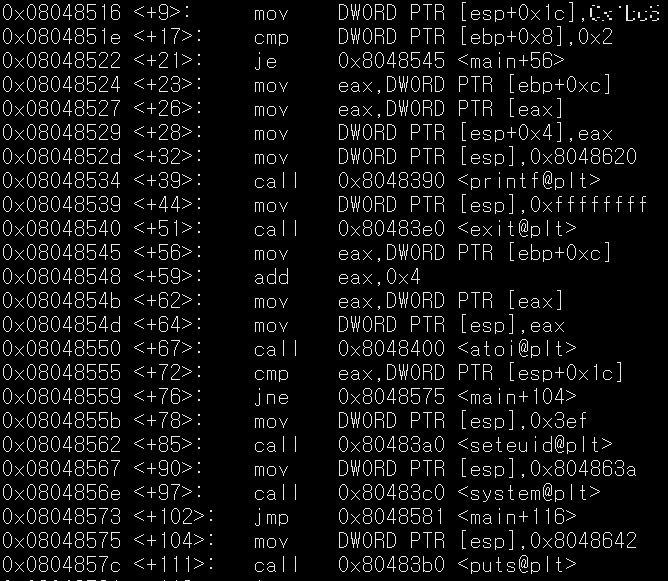 0x08048516 <+9>: mov DWORD PTR [esp+0x1c],
0x0804851e <+17>: cmp DWORD PTR [ebp+0x8],0x2
0x08048522 <+21>: je 0x8048545 <main+56>
0x08048524 <+23>: mov eax,DWORD PTR [ebp+0xc]
0x08048527 <+26>: mov eax,DWORD PTR [eax]
0x08048529 <+28>: mov DWORD PTR [esp+0x4],eax
0x0804852d <+32>: mov DWORD PTR [esp],0x8048620
0x08048534 <+39>: call 0x8048390 <printf@plt>
0x08048539 <+44>: mov DWORD PTR [esp],0xffffffff
0x08048540 <+51>: call 0x80483e0 <exit@plt>
0x08048545 <+56>: mov eax,DWORD PTR [ebp+0xc]
0x08048548 <+59>: add eax,0x4
0x0804854b <+62>: mov eax,DWORD PTR [eax]
0x0804854d <+64>: mov DWORD PTR [esp],eax
0x08048550 <+67>: call 0x8048400 <atoi@plt>
0x08048555 <+72>: cmp eax,DWORD PTR [esp+0x1c]
0x08048559 <+76>: jne 0x8048575 <main+104>
0x0804855b <+78>: mov DWORD PTR [esp],0x3ef
0x08048562 <+85>: call 0x80483a0 <seteuid@plt>
0x08048567 <+90>: mov DWORD PTR [esp],0x804863a
0x0804856e <+97>: call 0x80483c0 <system@plt>
0x08048573 <+102>: jmp 0x8048581 <main+116>
0x08048575 <+104>: mov DWORD PTR [esp],0x8048642
0x0804857c <+111>: call 0x80483b0 <puts@plt>